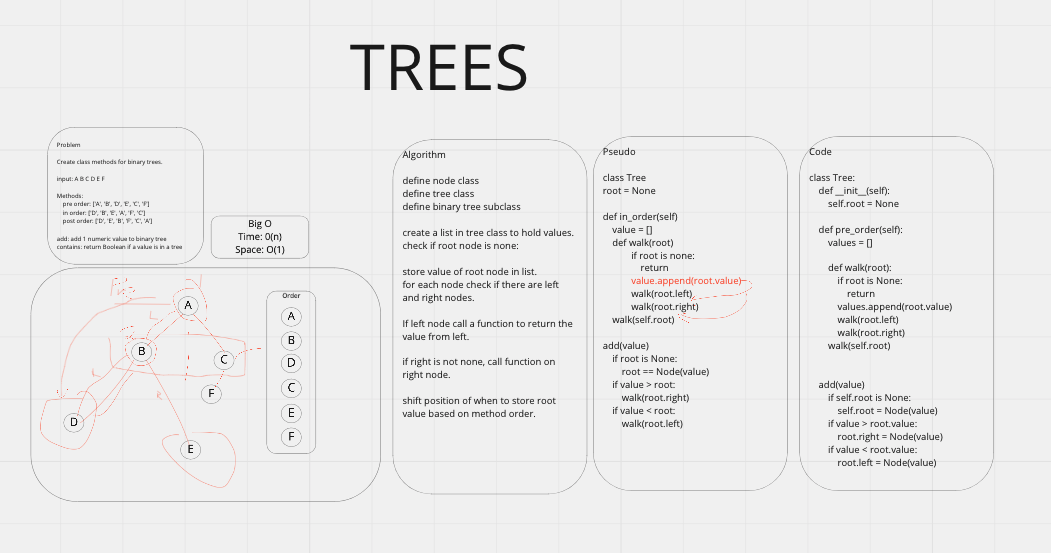 TREES
Problem
Create class methods for binary trees.
input: A B C D E F
Methods:
pre order: ['A', 'B', 'D', 'E', 'C', 'F']
in order: ['D', 'B', 'E', 'A', 'F', 'C']
post order: ['D', 'E', 'B', 'F', 'C', 'A']
add: add 1 numeric value to binary tree
contains: return Boolean if a value is in a tree
Big O
Time: 0(n)
Space: O(1)
A
B
C
F
D
E
Order
A
B
D
C
E
F
Algorithm
define node class
define tree class
define binary tree subclass
create a list in tree class to hold values.
check if root node is none:
store value of root node in list.
for each node check if there are left
and right nodes.
If left node call a function to return the
value from left.
if right is not none, call function on
right node.
shift position of when to store root
value based on method order.
Pseudo
class Tree
root = None
def in_order(self)
value = []
def walk(root)
if root is none:
return
value.append(root.value)
walk(root.left)
walk(root.right)
walk(self.root)
add(value)
if root is None:
root == Node(value)
if value > root:
walk(root.right)
if value < root:
walk(root.left)
Code
class Tree:
def __init__(self):
self.root = None
def pre_order(self):
values = []
def walk(root):
if root is None:
return
values.append(root.value)
walk(root.left)
walk(root.right)
walk(self.root)
add(value)
if self.root is None:
self.root = Node(value)
if value > root.value:
root.right = Node(value)
if value < root.value:
root.left = Node(value)